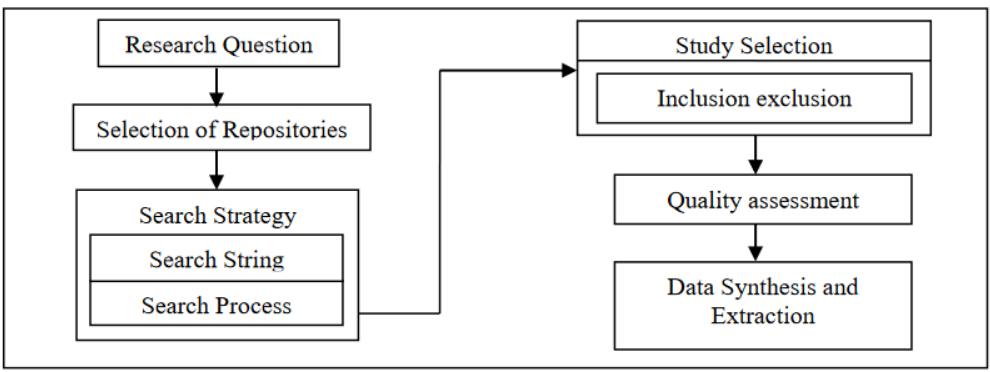 Research Question
Selection of Repositories
Search Strategy
Search String
Search Process
Study Selection
Inclusion exclusion
Quality assessment
Data Synthesis and
Extraction